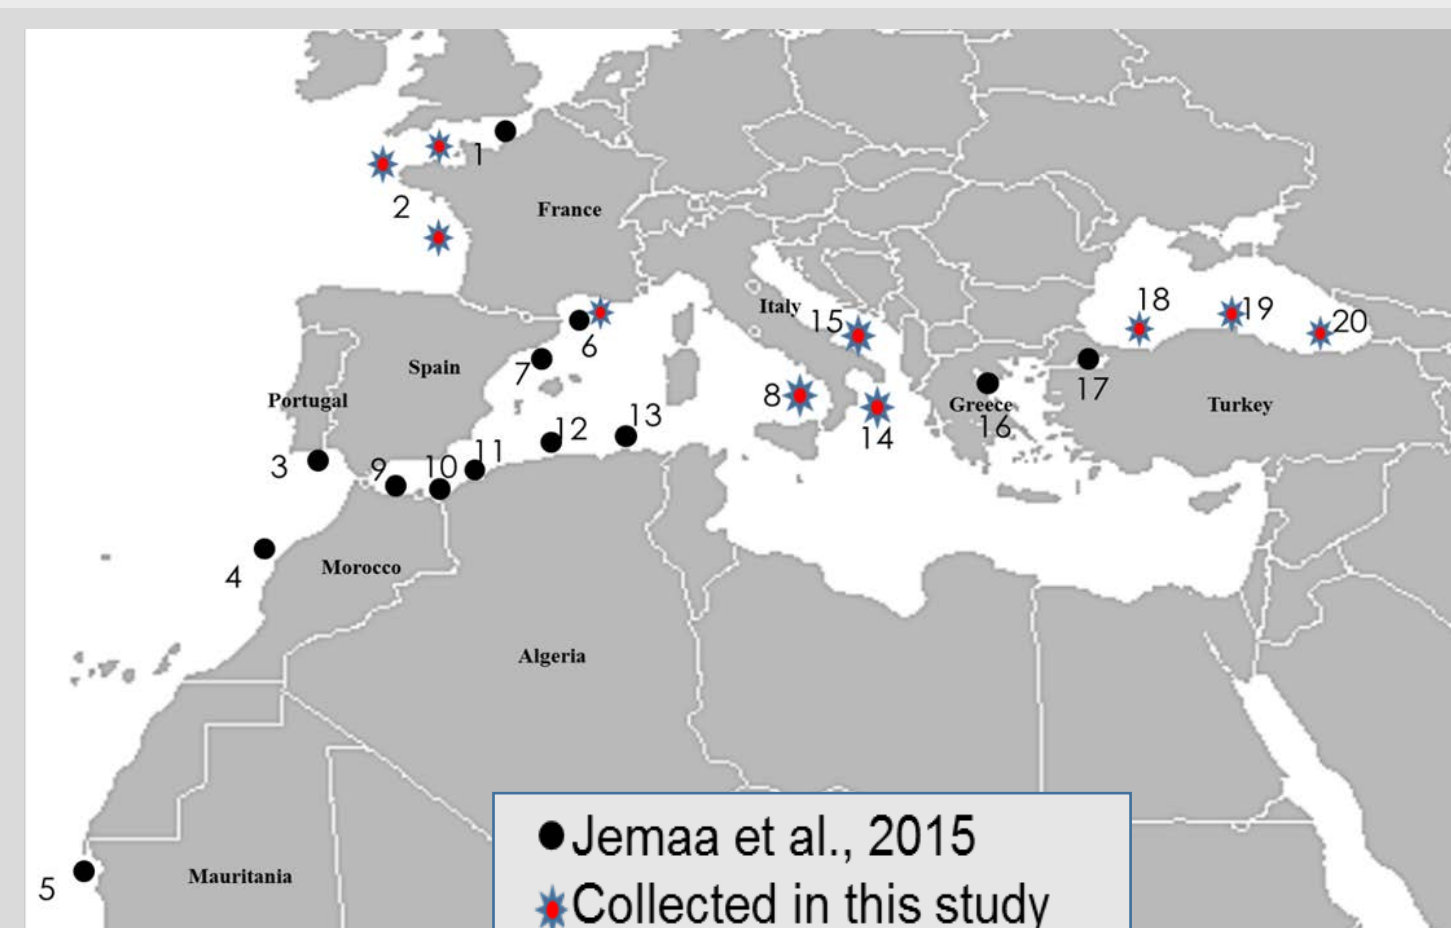 1
2
France
Italy
15
18
19
20
6
7
Spain
Portugal
8
Greece
17
Turkey
16
14
13
12
11
10
9
3
4
Morocco
Algeria
5
Mauritania
Jemaa et al., 2015
Collected in this study